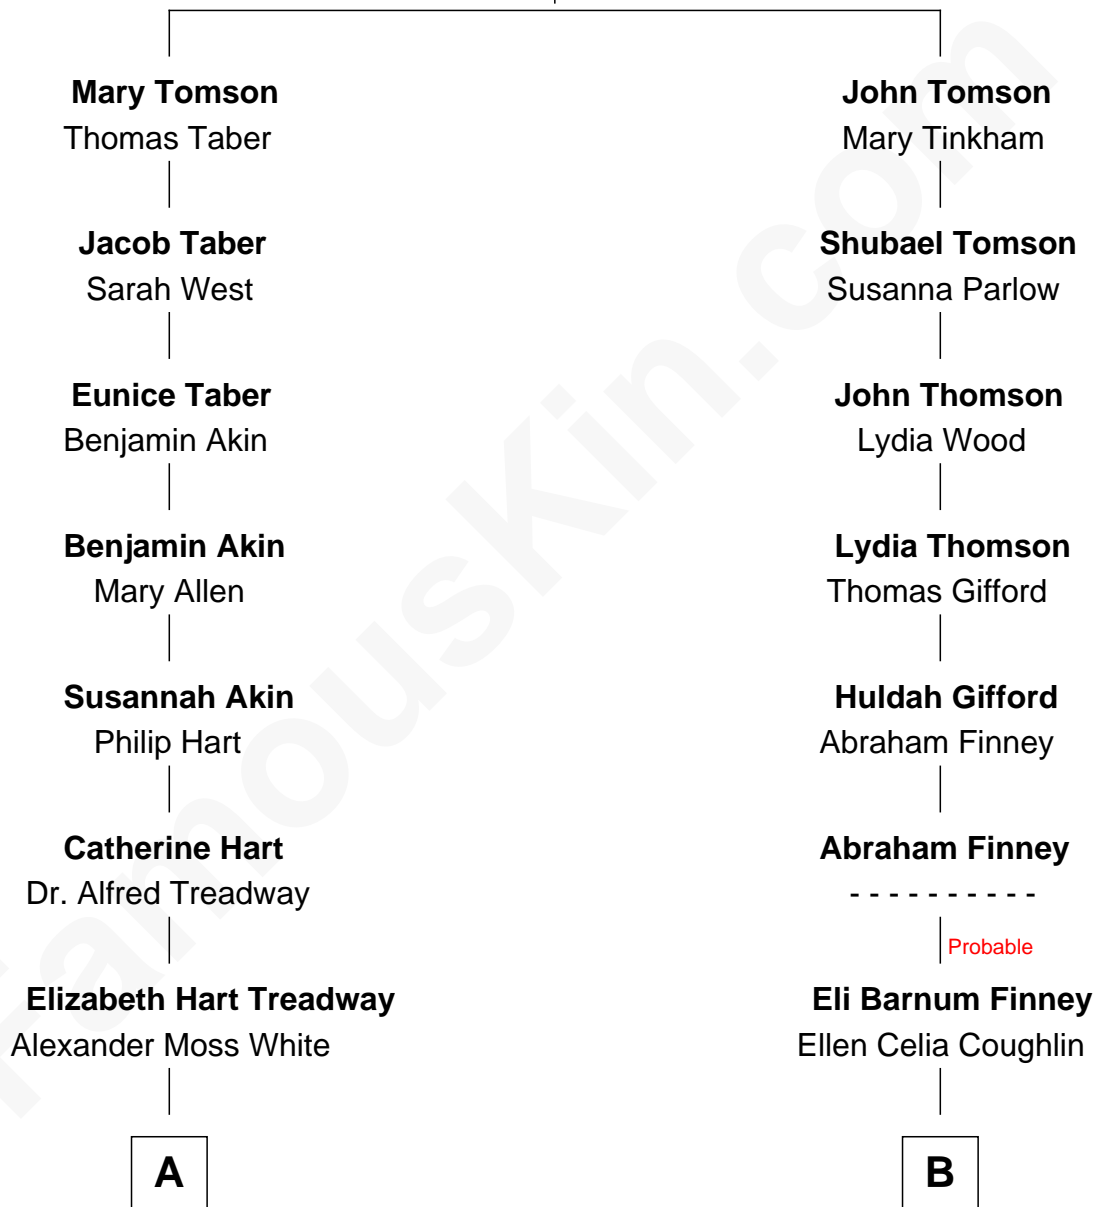 Mary Tomson
Thomas Taber
John Tomson
Mary Tinkham
Jacob Taber
Sarah West
Shubael Tomson
Susanna Parlow
Eunice Taber
Benjamin Akin
John Thomson
Lydia Wood
Benjamin Akin
Mary Allen
Lydia Thomson
Thomas Gifford
Susannah Akin
Philip Hart
Huldah Gifford
Abraham Finney
Catherine Hart
Dr. Alfred Treadway
Abraham Finney
- - - - - - - - - -
Probable
Elizabeth Hart Treadway
Alexander Moss White
Eli Barnum Finney
Ellen Celia Coughlin
A
B
FamousKin.com